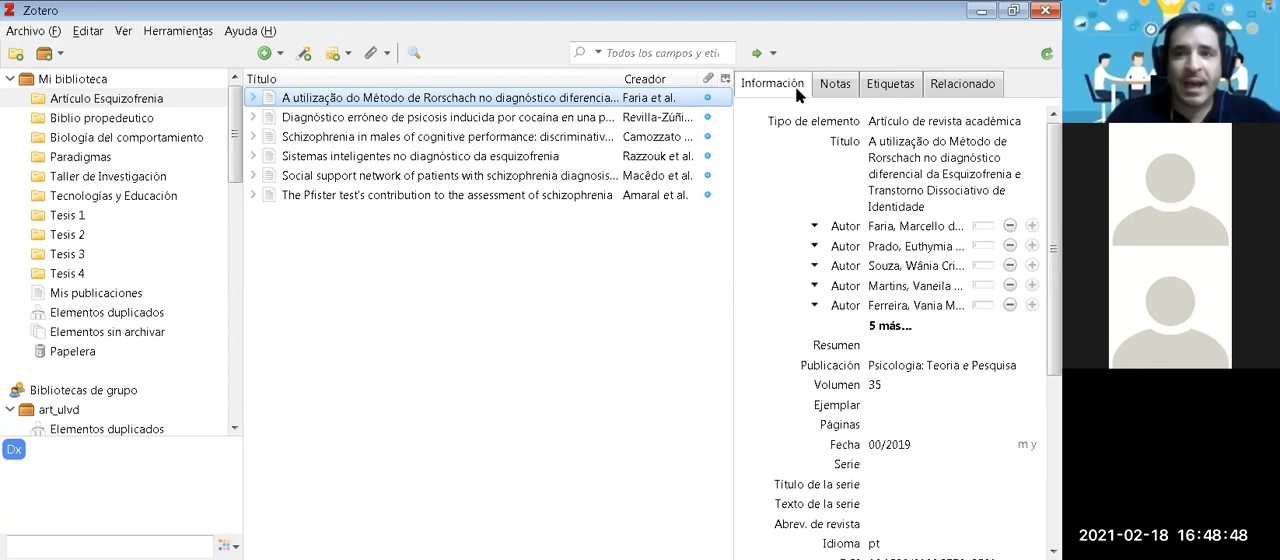 Zotero
Archivo (F) Editar Ver Herramientas Ayuda (H)
Todos los campos y eti
Mi biblioteca
Artículo Esquizofrenia
Biblio propedeutico
Biología del comportamiento
Paradigmas
Taller de Investigación
Tecnologías y Educación
Tesis 1
Tesis 2
Tesis 3
Tesis 4
Mis publicaciones
Elementos duplicados
Elementos sin archivar
Papelera
Bibliotecas de grupo
art_ulvd
Elementos duplicados
Dx
Título Creador
A utilização do Método de Rorschach no diagnóstico diferencia... Faria et al.
Diagnóstico erróneo de psicosis inducida por cocaína en una p... Revilla-Zúñi...
Schizophrenia in males of cognitive performance: discriminativ... Camozzato ...
Sistemas inteligentes no diagnóstico da esquizofrenia Razzouk et al.
Social support network of patients with schizophrenia diagnosis... Macêdo et al.
The Pfister test's contribution to the assessment of schizophrenia Amaral et al.
Información Notas Etiquetas Relacionado
Tipo de elemento Artículo de revista académica
Título A utilização do Método de
Rorschach no diagnóstico
diferencial da Esquizofrenia e
Transtorno Dissociativo de
Identidade
Autor Faria, Marcello d...
Autor Prado, Euthymia ...
Autor Souza, Wânia Cri...
Autor Martins, Vaneila ...
Autor Ferreira, Vania M...
5 más...
Resumen
Publicación Psicologia: Teoria e Pesquisa
Volumen 35
Ejemplar
Páginas
Fecha 00/2019 m y
Serie
Título de la serie
Texto de la serie
Abrev. de revista
Idioma pt
2021-02-18 16:48:48